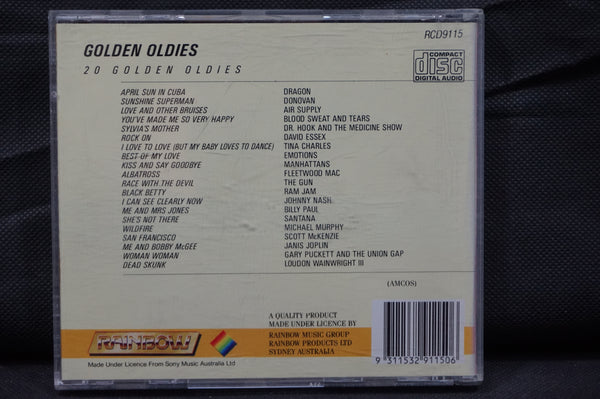 GOLDEN OLDIES
RCD9115
20 GOLDEN OLDIES
COMPACT
disc
DIGITAL AUDIO
APRIL SUN IN CUBA DRAGON
SUNSHINE SUPERMAN DONOVAN
LOVE AND OTHER BRUISES AIR SUPPLY
YOU'VE MADE ME SO VERY HAPPY BLOOD SWEAT AND TEARS
SYLVIA'S MOTHER DR. HOOK AND THE MEDICINE SHOW
ROCK ON DAVID ESSEX
I LOVE TO LOVE (BUT MY BABY LOVES TO DANCE) TINA CHARLES
BEST OF MY LOVE EMOTIONS
KISS AND SAY GOODBYE MANHATTANS
ALBATROSS FLEETWOOD MAC
RACE WITH THE DEVIL THE GUN
BLACK BETTY RAM JAM
I CAN SEE CLEARLY NOW JOHNNY NASH
ME AND MRS JONES BILLY PAUL
SHE'S NOT THERE SANTANA
WILDFIRE MICHAEL MURPHY
SAN FRANCISCO SCOTT McKENZIE
ME AND BOBBY McGEE JANIS JOPLIN
WOMAN WOMAN GARY PUCKETT AND THE UNION GAP
DEAD SKUNK LOUDON WAINWRIGHT III
(AMCOS)
A QUALITY PRODUCT
MADE UNDER LICENCE BY
RAINBOW MUSIC GROUP
RAINBOW PRODUCTS LTD
SYDNEY AUSTRALIA
RAINBOW
Made Under Licence From Sony Music Australia Ltd
9 311532 911506